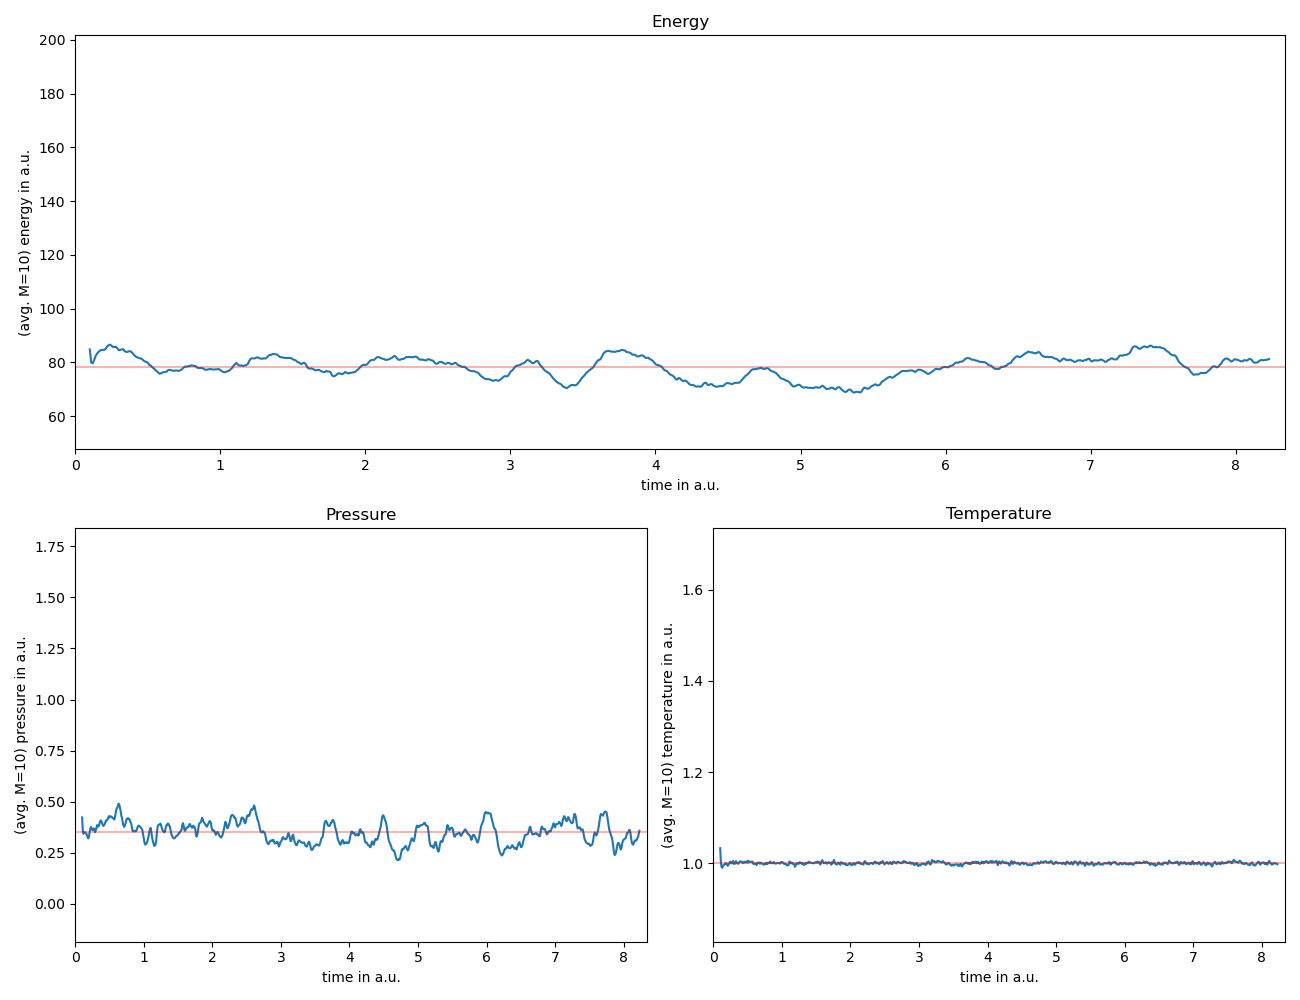 Energy
(avg. M=10) energy in a.u.
200
180
160
140
120
100
80
60
0 1 2 3 4 5 6 7 8
time in a.u.
Pressure
(avg. M=10) pressure in a.u.
1.75
1.50
1.25
1.00
0.75
0.50
0.25
0.00
0 1 2 3 4 5 6 7 8
time in a.u.
Temperature
(avg. M=10) temperature in a.u.
1.6
1.4
1.2
1.0
0 1 2 3 4 5 6 7 8
time in a.u.